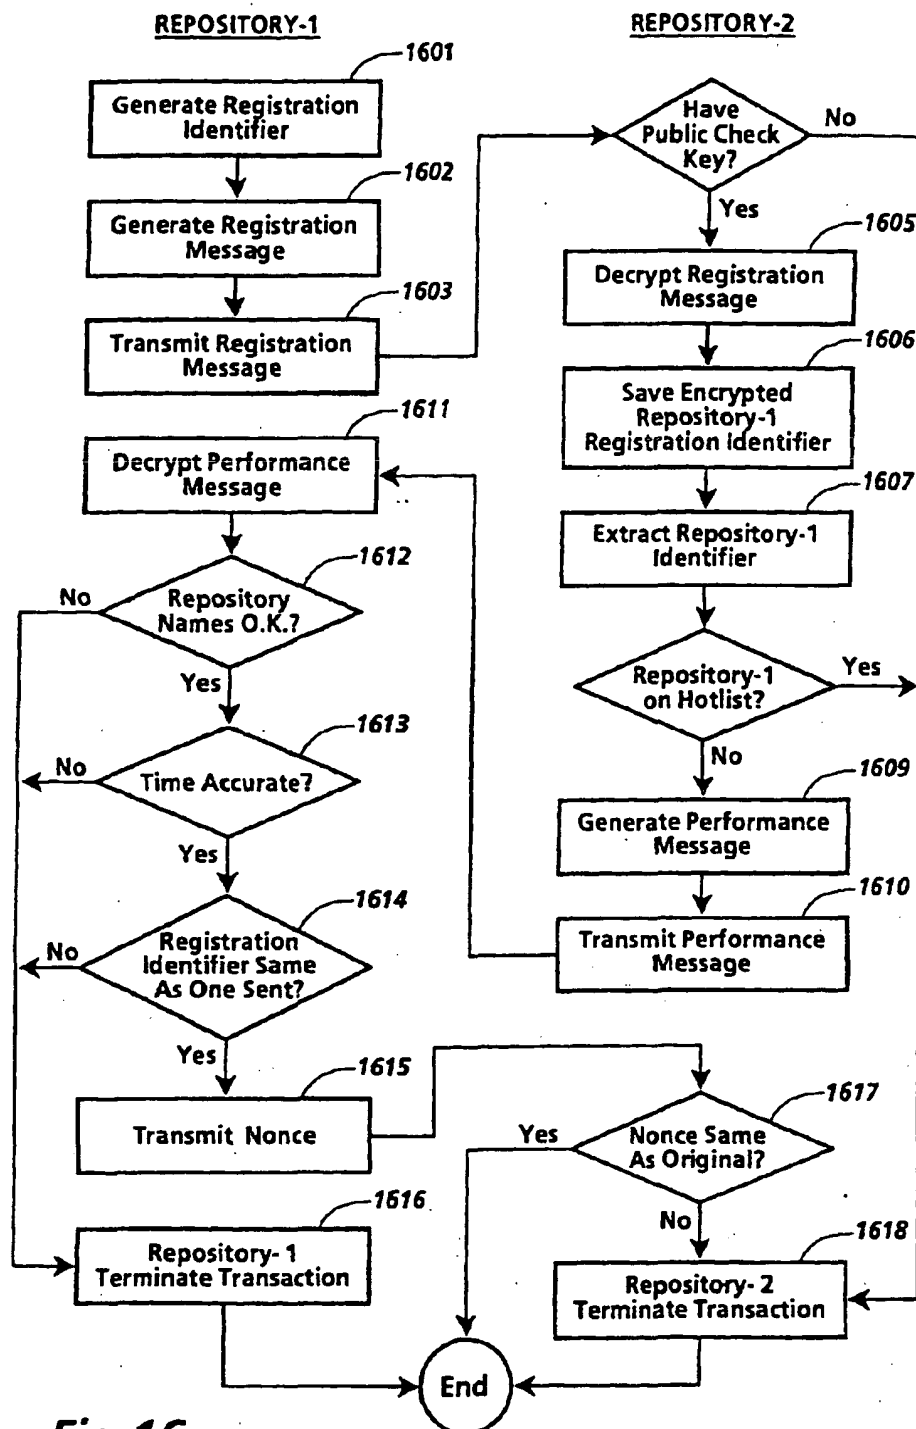 REPOSITORY-1
1601
Generate Registration
Identifier
1602
Generate Registration
Message
1603
Transmit Registration
Message
1611
Decrypt Performance
Message
1612
Repository
Names O.K.?
No
Yes
1613
Time Accurate?
No
Yes
1614
Registration
Identifier Same
As One Sent?
No
Yes
1615
Transmit Nonce
1616
Repository- 1
Terminate Transaction
REPOSITORY-2
Have
Public Check
Key?
No
Yes
1605
Decrypt Registration
Message
1606
Save Encrypted
Repository-1
Registration Identifier
1607
Extract Repository-1
Identifier
Repository-1
on Hotlist?
Yes
No
1609
Generate Performance
Message
1610
Transmit Performance
Message
1617
Nonce Same
As Original?
Yes
No
1618
Repository- 2
Terminate Transaction
End